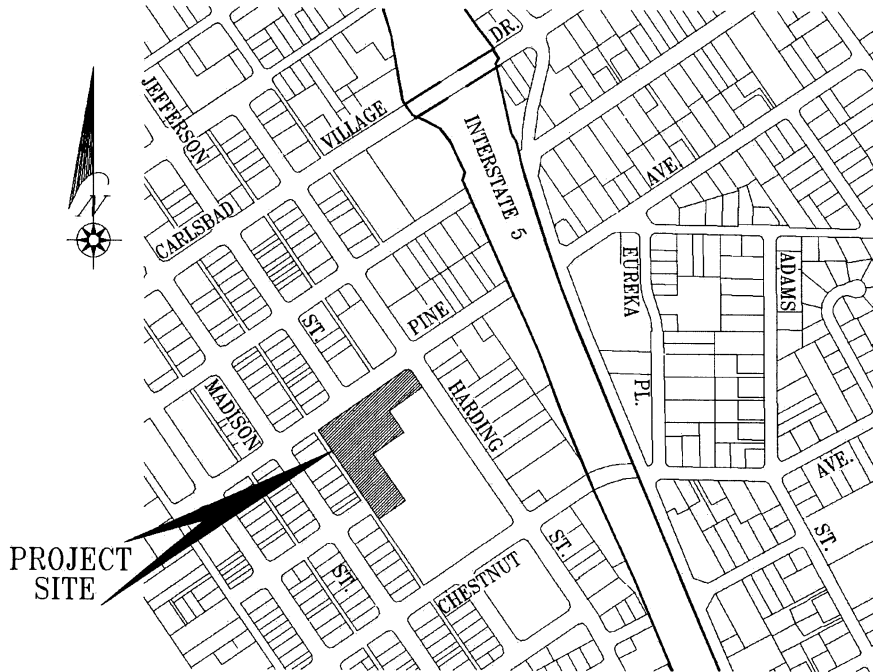 JEFFERSON
ST.
CARLSBAD
VILLAGE
DR.
INTERSTATE 5
N
PINE
AVE.
EUREKA
PL.
ADAMS
ST.
MADISON
ST.
HARDING
ST.
CHESTNUT
AVE.
PROJECT
SITE